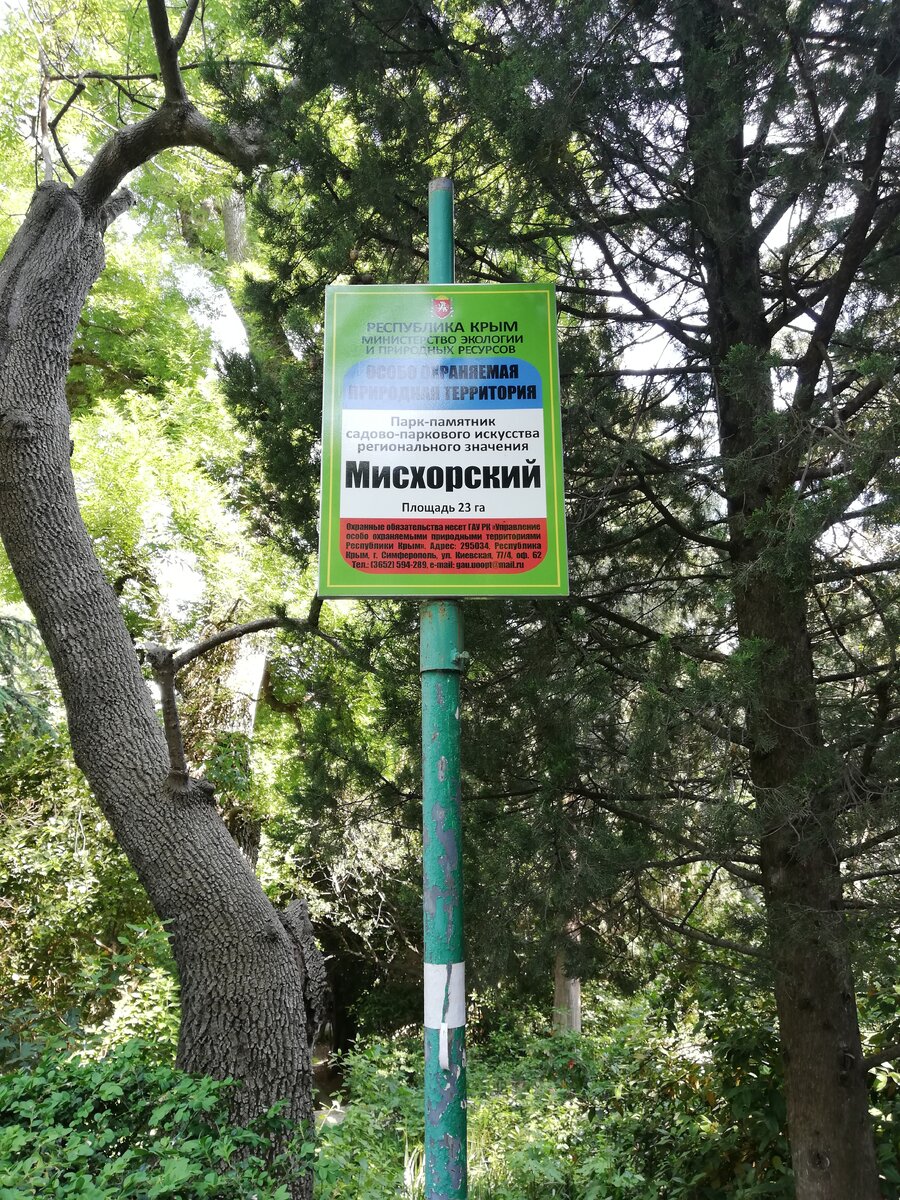 РЕСПУБЛИКА КРЫМ
МИНИСТЕРСТВО ЭКОЛОГИИ
И ПРИРОДНЫХ РЕСУРСОВ
ОСОБО ОХРАНЯЕМАЯ
ПРИРОДНАЯ ТЕРРИТОРИЯ
Парк-памятник
садово-паркового искусства
регионального значения
Мисхорский
Площадь 23 га
Охранные обязательства несет ГАУ РК «Управление
особо охраняемыми природными территориями
Республики Крым». Адрес: 295034, Республика
Крым, г. Симферополь, ул. Киевская, 77/4, оф. 62
Тел.: (3652) 594-289, e-mail: gau.uoopt@mail.ru